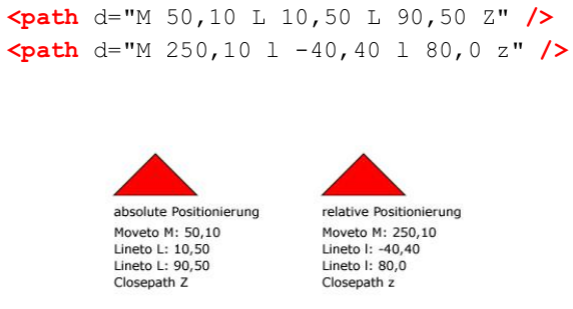 <path d="M 50,10 L 10,50 L 90,50 Z" />
<path d="M 250,10 l -40,40 l 80,0 z" />
absolute Positionierung
Moveto M: 50,10
Lineto L: 10,50
Lineto L: 90,50
Closepath Z
relative Positionierung
Moveto M: 250,10
Lineto l: -40,40
Lineto l: 80,0
Closepath z